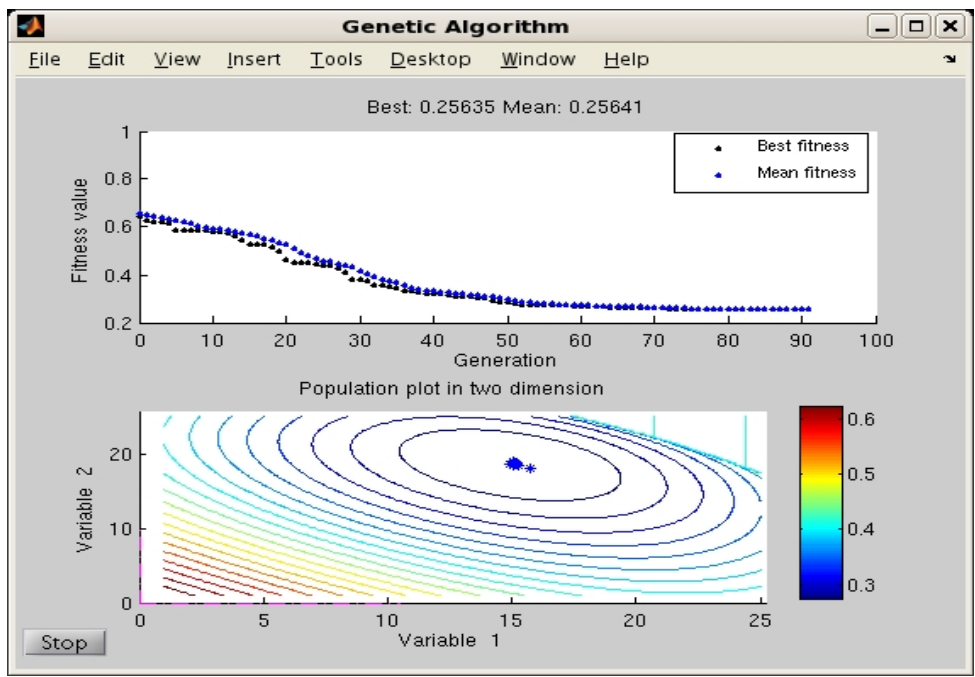 Genetic Algorithm
File Edit View Insert Tools Desktop Window Help
Best: 0.25635 Mean: 0.25641
1
0.8
0.6
0.4
0.2
Fitness value
Best fitness
Mean fitness
0 10 20 30 40 50 60 70 80 90 100
Generation
Population plot in two dimension
20
10
0
Variable 2
0 5 10 15 20 25
Variable 1
0.6
0.5
0.4
0.3
Stop